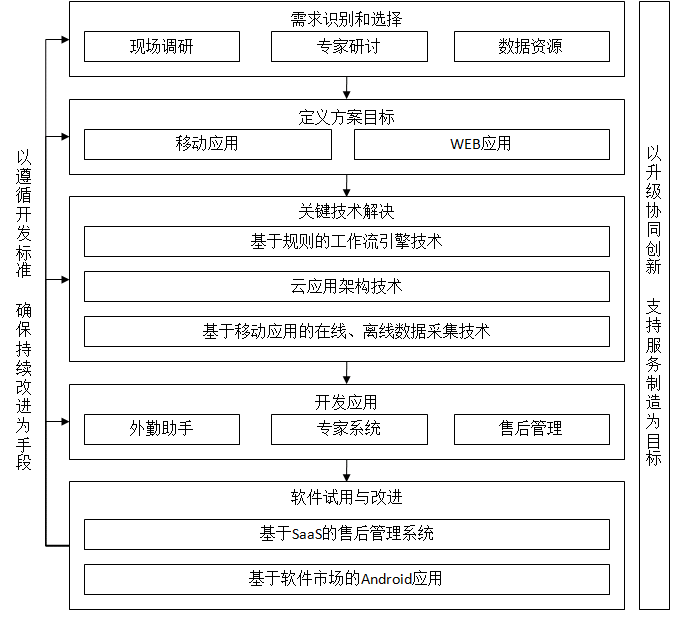 需求识别和选择
现场调研
专家研讨
数据资源
定义方案目标
移动应用
WEB应用
关键技术解决
基于规则的工作流引擎技术
云应用架构技术
基于移动应用的在线、离线数据采集技术
开发应用
外勤助手
专家系统
售后管理
软件试用与改进
基于SaaS的售后管理系统
基于软件市场的Android应用
以遵循开发标准 确保持续改进为手段
以升级协同创新 支持服务制造为目标